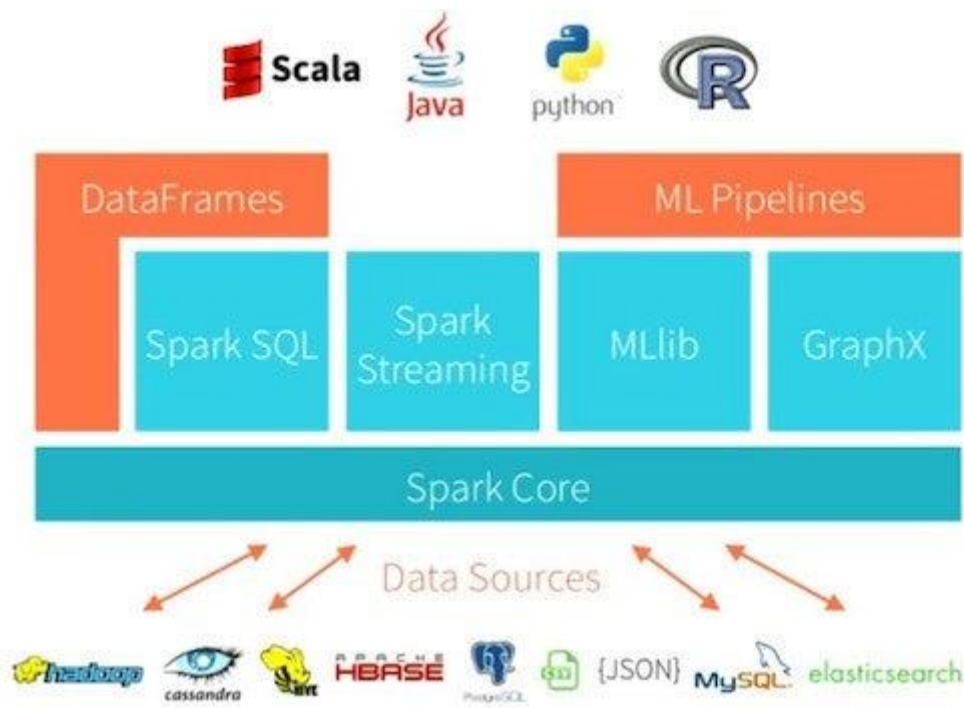 Scala
Java
python
R
DataFrames
ML Pipelines
Spark SQL
Spark
Streaming
MLlib
GraphX
Spark Core
Data Sources
hadoop
cassandra
HIVE
APACHE
HBASE
PostgreSQL
{JSON}
MySQL
elasticsearch